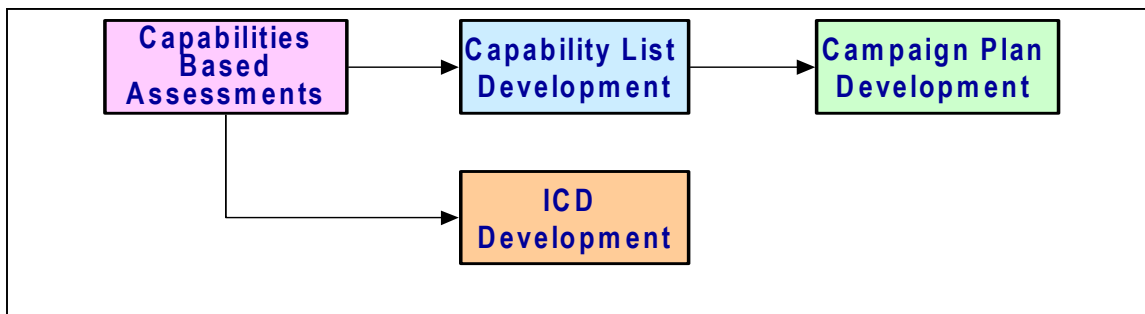 Capabilities
Based
Assessments
Capability List
Development
Campaign Plan
Development
ICD
Development